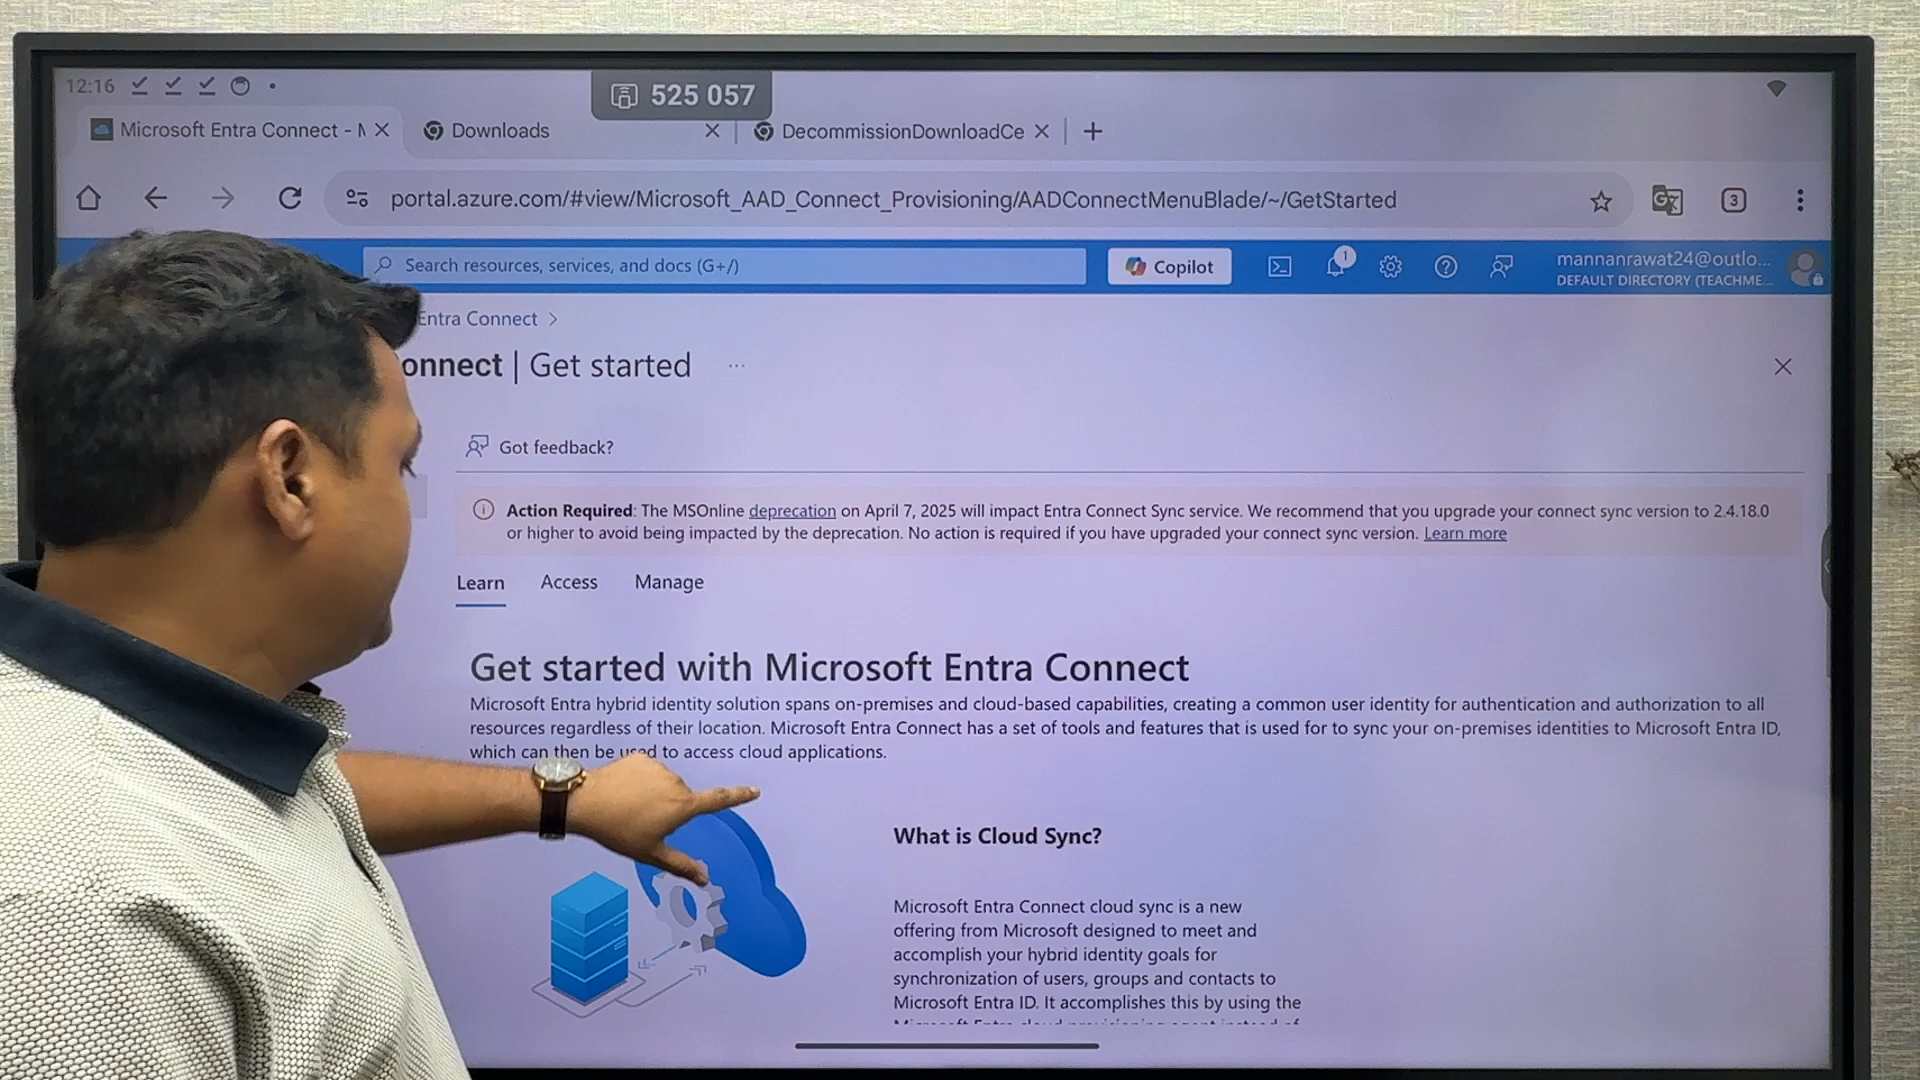 12:16
525 057
Microsoft Entra Connect - M
Downloads
DecommissionDownloadCe
portal.azure.com/#view/Microsoft_AAD_Connect_Provisioning/AADConnectMenuBlade/~/GetStarted
3
Search resources, services, and docs (G+/)
Copilot
1
mannanrawat24@outlo...
DEFAULT DIRECTORY (TEACHME...
Entra Connect >
onnect | Get started ...
Got feedback?
Action Required: The MSOnline deprecation on April 7, 2025 will impact Entra Connect Sync service. We recommend that you upgrade your connect sync version to 2.4.18.0
or higher to avoid being impacted by the deprecation. No action is required if you have upgraded your connect sync version. Learn more
Learn Access Manage
Get started with Microsoft Entra Connect
Microsoft Entra hybrid identity solution spans on-premises and cloud-based capabilities, creating a common user identity for authentication and authorization to all
resources regardless of their location. Microsoft Entra Connect has a set of tools and features that is used for to sync your on-premises identities to Microsoft Entra ID,
which can then be used to access cloud applications.
What is Cloud Sync?
Microsoft Entra Connect cloud sync is a new
offering from Microsoft designed to meet and
accomplish your hybrid identity goals for
synchronization of users, groups and contacts to
Microsoft Entra ID. It accomplishes this by using the